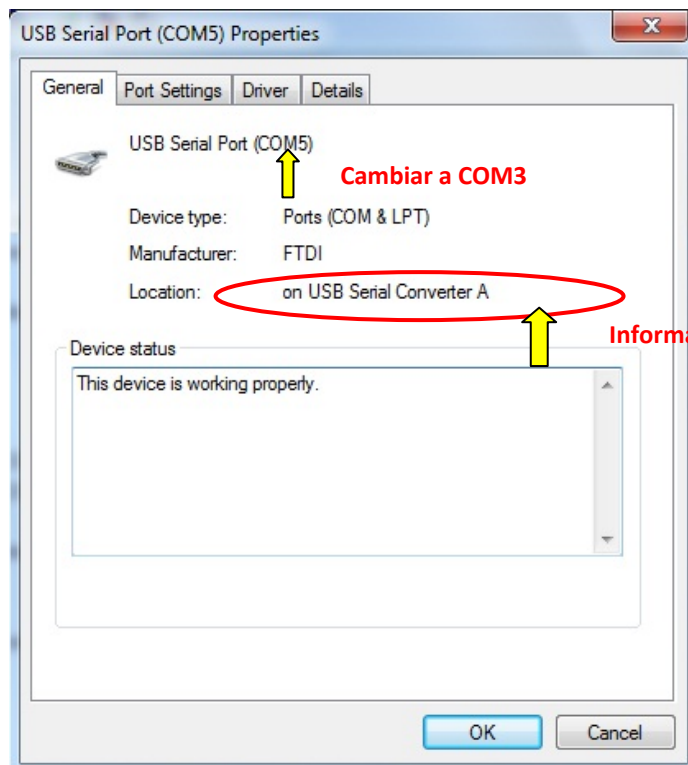 USB Serial Port (COM5) Properties
X
General Port Settings Driver Details
USB Serial Port (COM5)
Cambiar a COM3
Device type: Ports (COM & LPT)
Manufacturer: FTDI
Location: on USB Serial Converter A
Device status
This device is working properly.
OK Cancel